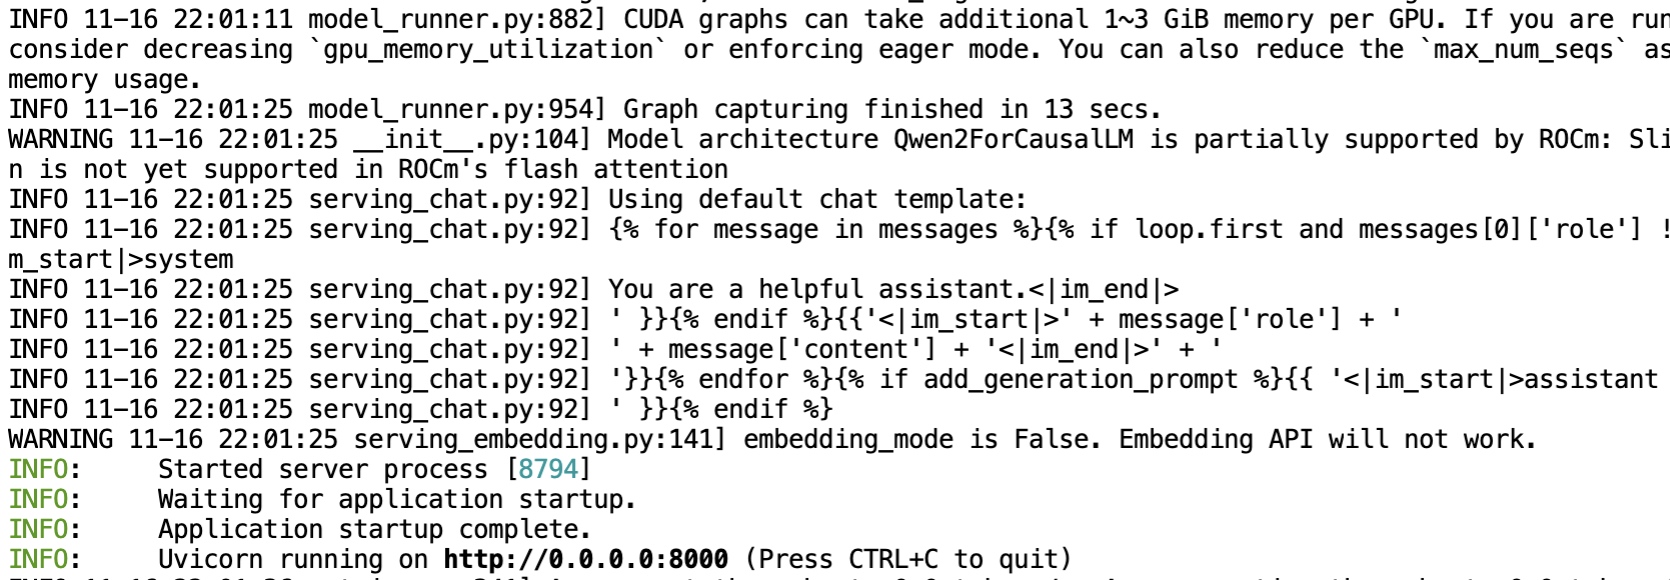 INFO 11-16 22:01:11 model_runner.py:882] CUDA graphs can take additional 1~3 GiB memory per GPU. If you are run
consider decreasing `gpu_memory_utilization` or enforcing eager mode. You can also reduce the `max_num_seqs` as
memory usage.
INFO 11-16 22:01:25 model_runner.py:954] Graph capturing finished in 13 secs.
WARNING 11-16 22:01:25 __init__.py:104] Model architecture Qwen2ForCausalLM is partially supported by ROCm: Sli
n is not yet supported in ROCm's flash attention
INFO 11-16 22:01:25 serving_chat.py:92] Using default chat template:
INFO 11-16 22:01:25 serving_chat.py:92] {% for message in messages %}{% if loop.first and messages[0]['role'] !
m_start|>system
INFO 11-16 22:01:25 serving_chat.py:92] You are a helpful assistant.<|im_end|>
INFO 11-16 22:01:25 serving_chat.py:92] ' }}{% endif %}{{'<|im_start|>' + message['role'] + '
INFO 11-16 22:01:25 serving_chat.py:92] ' + message['content'] + '<|im_end|>' + '
INFO 11-16 22:01:25 serving_chat.py:92] '}}{% endfor %}{% if add_generation_prompt %}{{ '<|im_start|>assistant
INFO 11-16 22:01:25 serving_chat.py:92] ' }}{% endif %}
WARNING 11-16 22:01:25 serving_embedding.py:141] embedding_mode is False. Embedding API will not work.
INFO:     Started server process [8794]
INFO:     Waiting for application startup.
INFO:     Application startup complete.
INFO:     Uvicorn running on http://0.0.0.0:8000 (Press CTRL+C to quit)